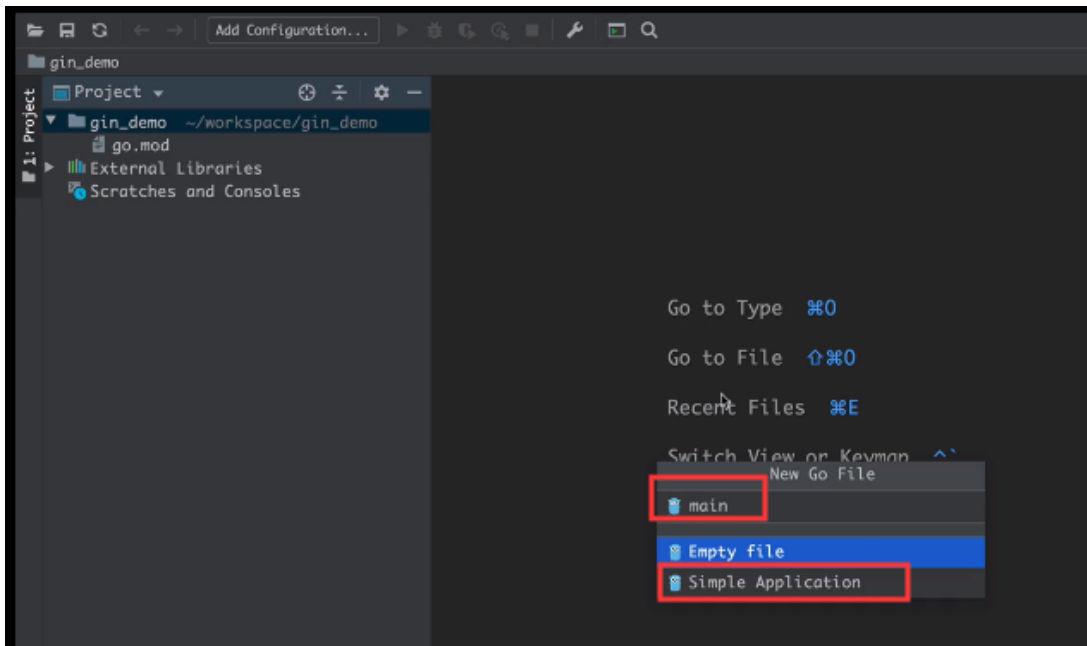 Add Configuration...
gin_demo
1: Project
Project
gin_demo ~/workspace/gin_demo
go.mod
External Libraries
Scratches and Consoles
Go to Type ⌘O
Go to File ⇧⌘O
Recent Files ⌘E
Switch View or Keymap ^`
New Go File
main
Empty file
Simple Application